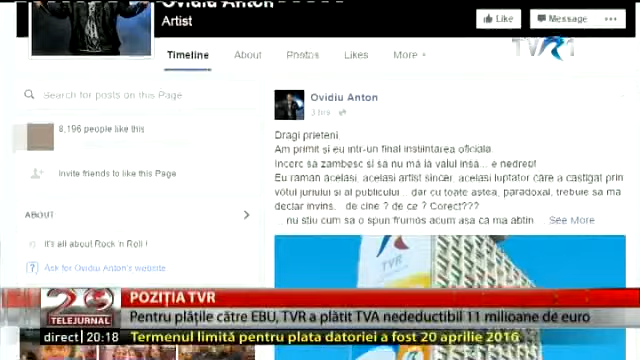 Ovidiu Anton
Artist
Like
Message
...
TVR1
Timeline
About
Photos
Likes
More
Search for posts on this Page
Ovidiu Anton
3 hrs
8,196 people like this
Invite friends to like this Page
Dragi prieteni
Am primit si eu intr-un final instiintarea oficiala.
Incerc sa zambesc si sa nu mă ia valul insa... e nedrept!
Eu raman acelasi, acelasi artist sincer, acelasi luptator care a castigat prin
votul juriului si al publicului... dar cu toate astea, paradoxal, trebuie sa ma
declar invins... de cine ? de ce ? Corect???
... nu stiu cum sa o spun frumos acum asa ca ma abtin ... See More
ABOUT
It's all about Rock 'n Roll !
Ask for Ovidiu Anton's website
TVR
TELEJURNAL
POZIȚIA TVR
Pentru plățile către EBU, TVR a plătit TVA nedeductibil 11 milioane de euro
direct 20:18
Termenul limită pentru plata datoriei a fost 20 aprilie 2016